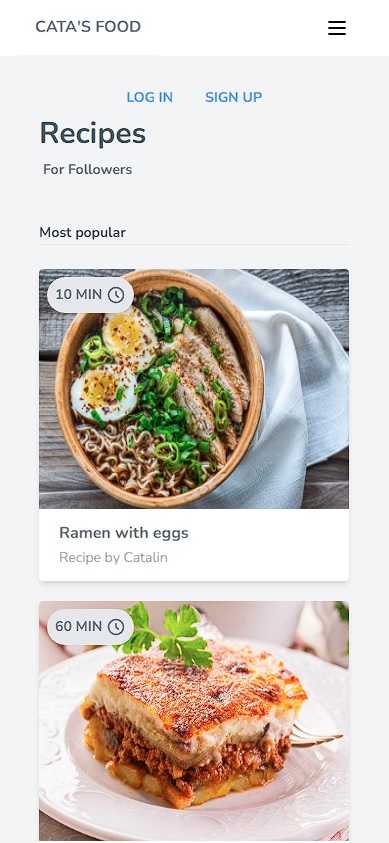 CATA'S FOOD
LOG IN SIGN UP
Recipes
For Followers
Most popular
10 MIN
Ramen with eggs
Recipe by Catalin
60 MIN